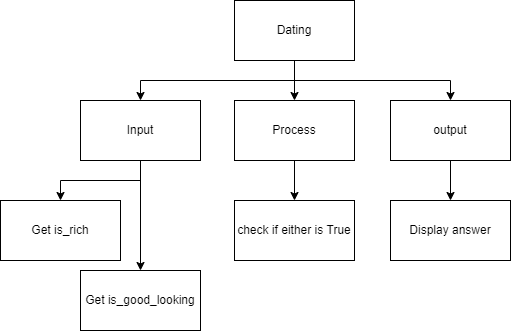 Dating
Input
Process
output
Get is_rich
check if either is True
Display answer
Get is_good_looking